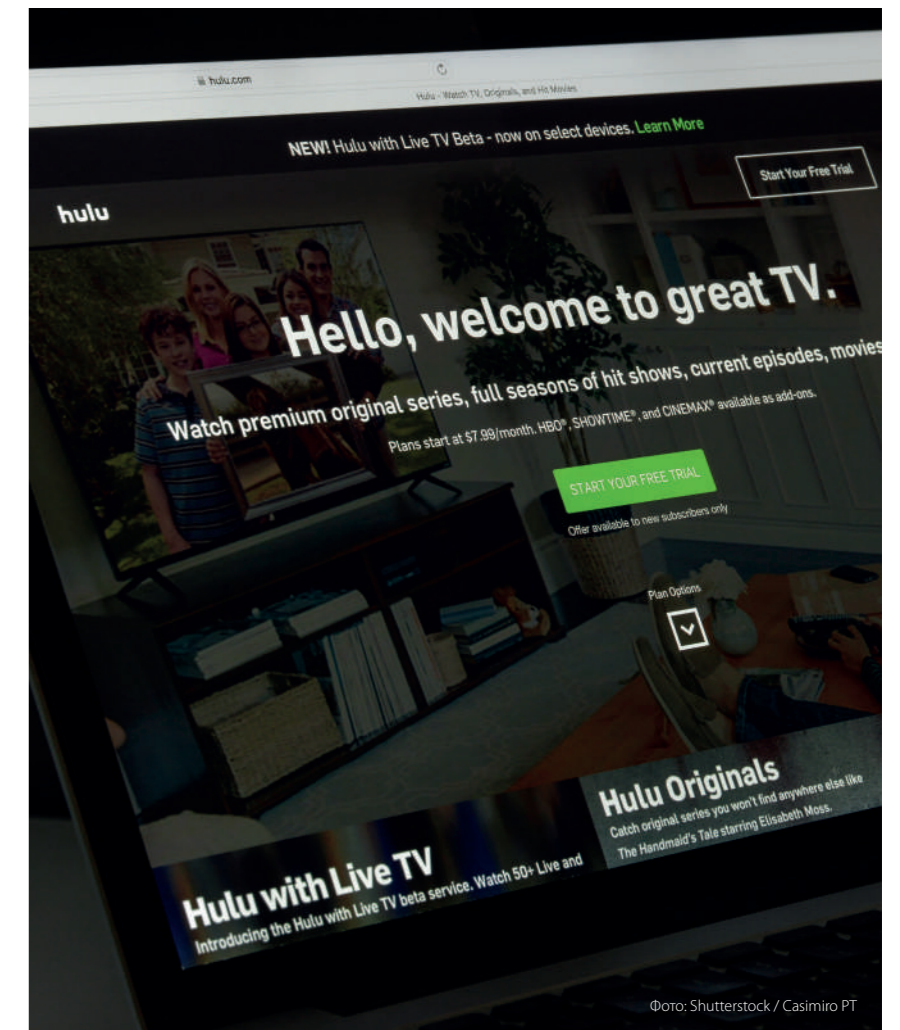 hulu.com
Hulu - Watch TV, Originals, and Hit Movies
NEW! Hulu with Live TV Beta - now on select devices. Learn More
Start Your Free Trial
hulu
Hello, welcome to great TV.
Watch premium original series, full seasons of hit shows, current episodes, movies
Plans start at $7.99/month. HBO®, SHOWTIME®, and CINEMAX® available as add-ons.
START YOUR FREE TRIAL
Offer available to new subscribers only
Plan Options
Hulu Originals
Catch original series you won't find anywhere else like
The Handmaid's Tale starring Elisabeth Moss.
Hulu with Live TV
Introducing the Hulu with Live TV beta service. Watch 50+ Live and
Фото: Shutterstock / Casimiro PT